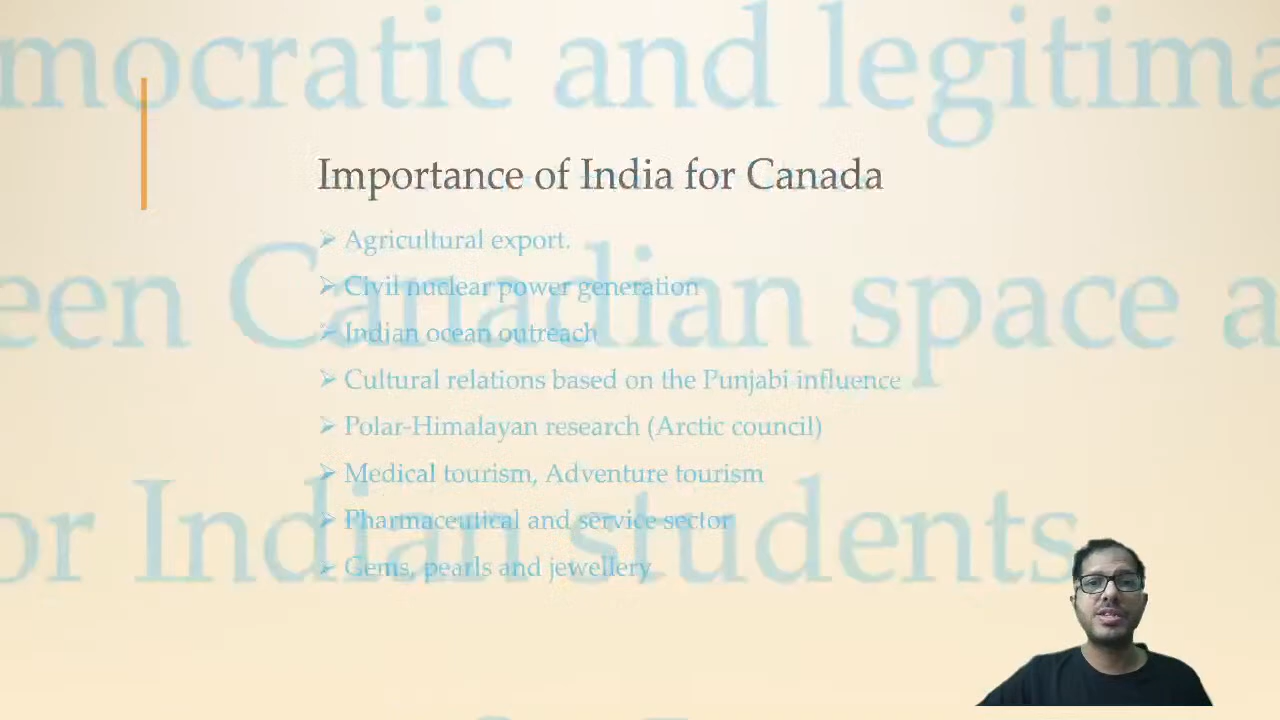 mocratic and legitima
Importance of India for Canada
➢ Agricultural export.
➢ Civil nuclear power generation
een Canadian space a
➢ Indian ocean outreach
➢ Cultural relations based on the Punjabi influence
➢ Polar-Himalayan research (Arctic council)
➢ Medical tourism, Adventure tourism
➢ Pharmaceutical and service sector
or Indian students
➢ Gems, pearls and jewellery